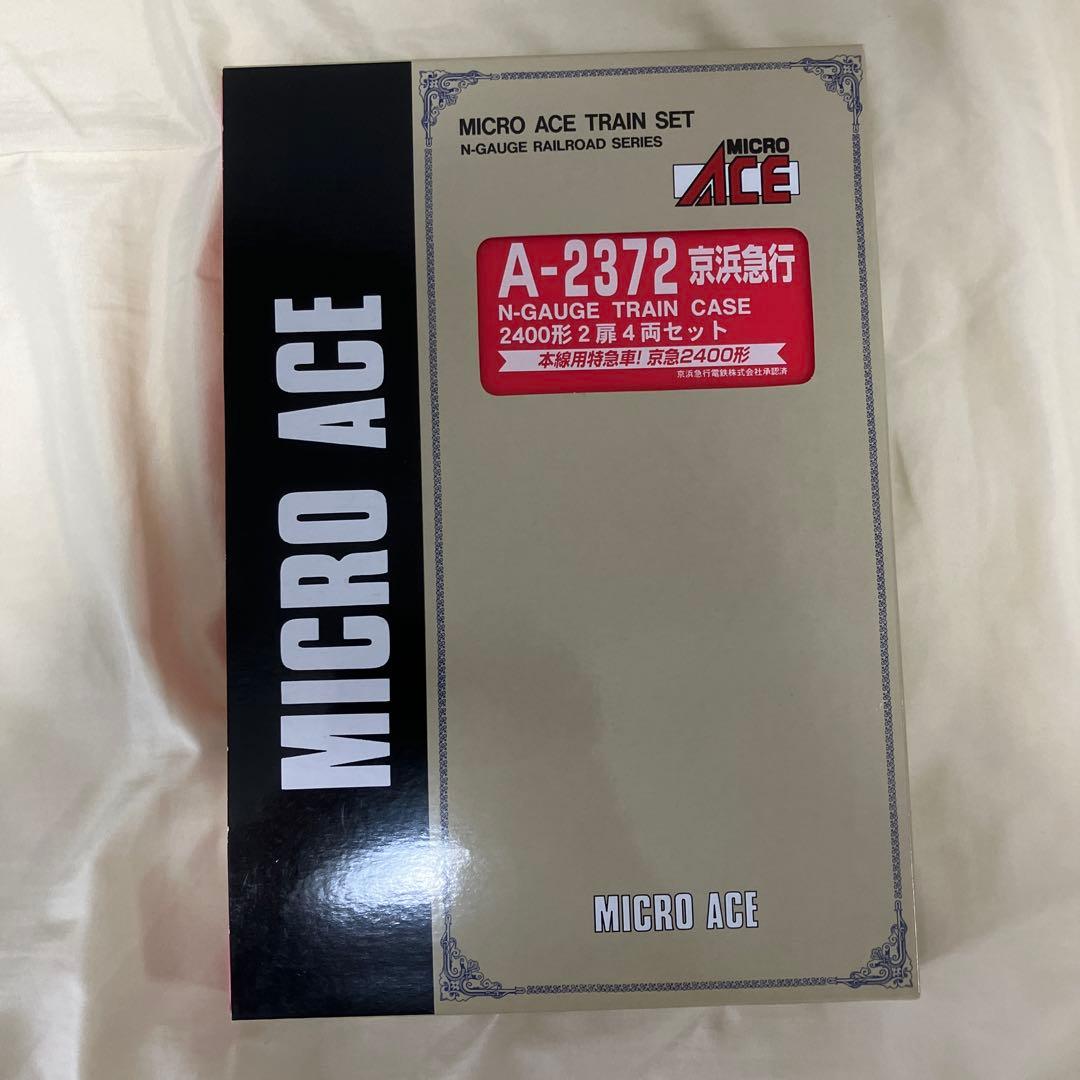 MICRO ACE
MICRO ACE TRAIN SET
N-GAUGE RAILROAD SERIES
MICRO
ACE
A-2372 京浜急行
N-GAUGE TRAIN CASE
2400形2扉4両セット
本線用特急車!京急2400形
京浜急行電鉄株式会社承認済
MICRO ACE